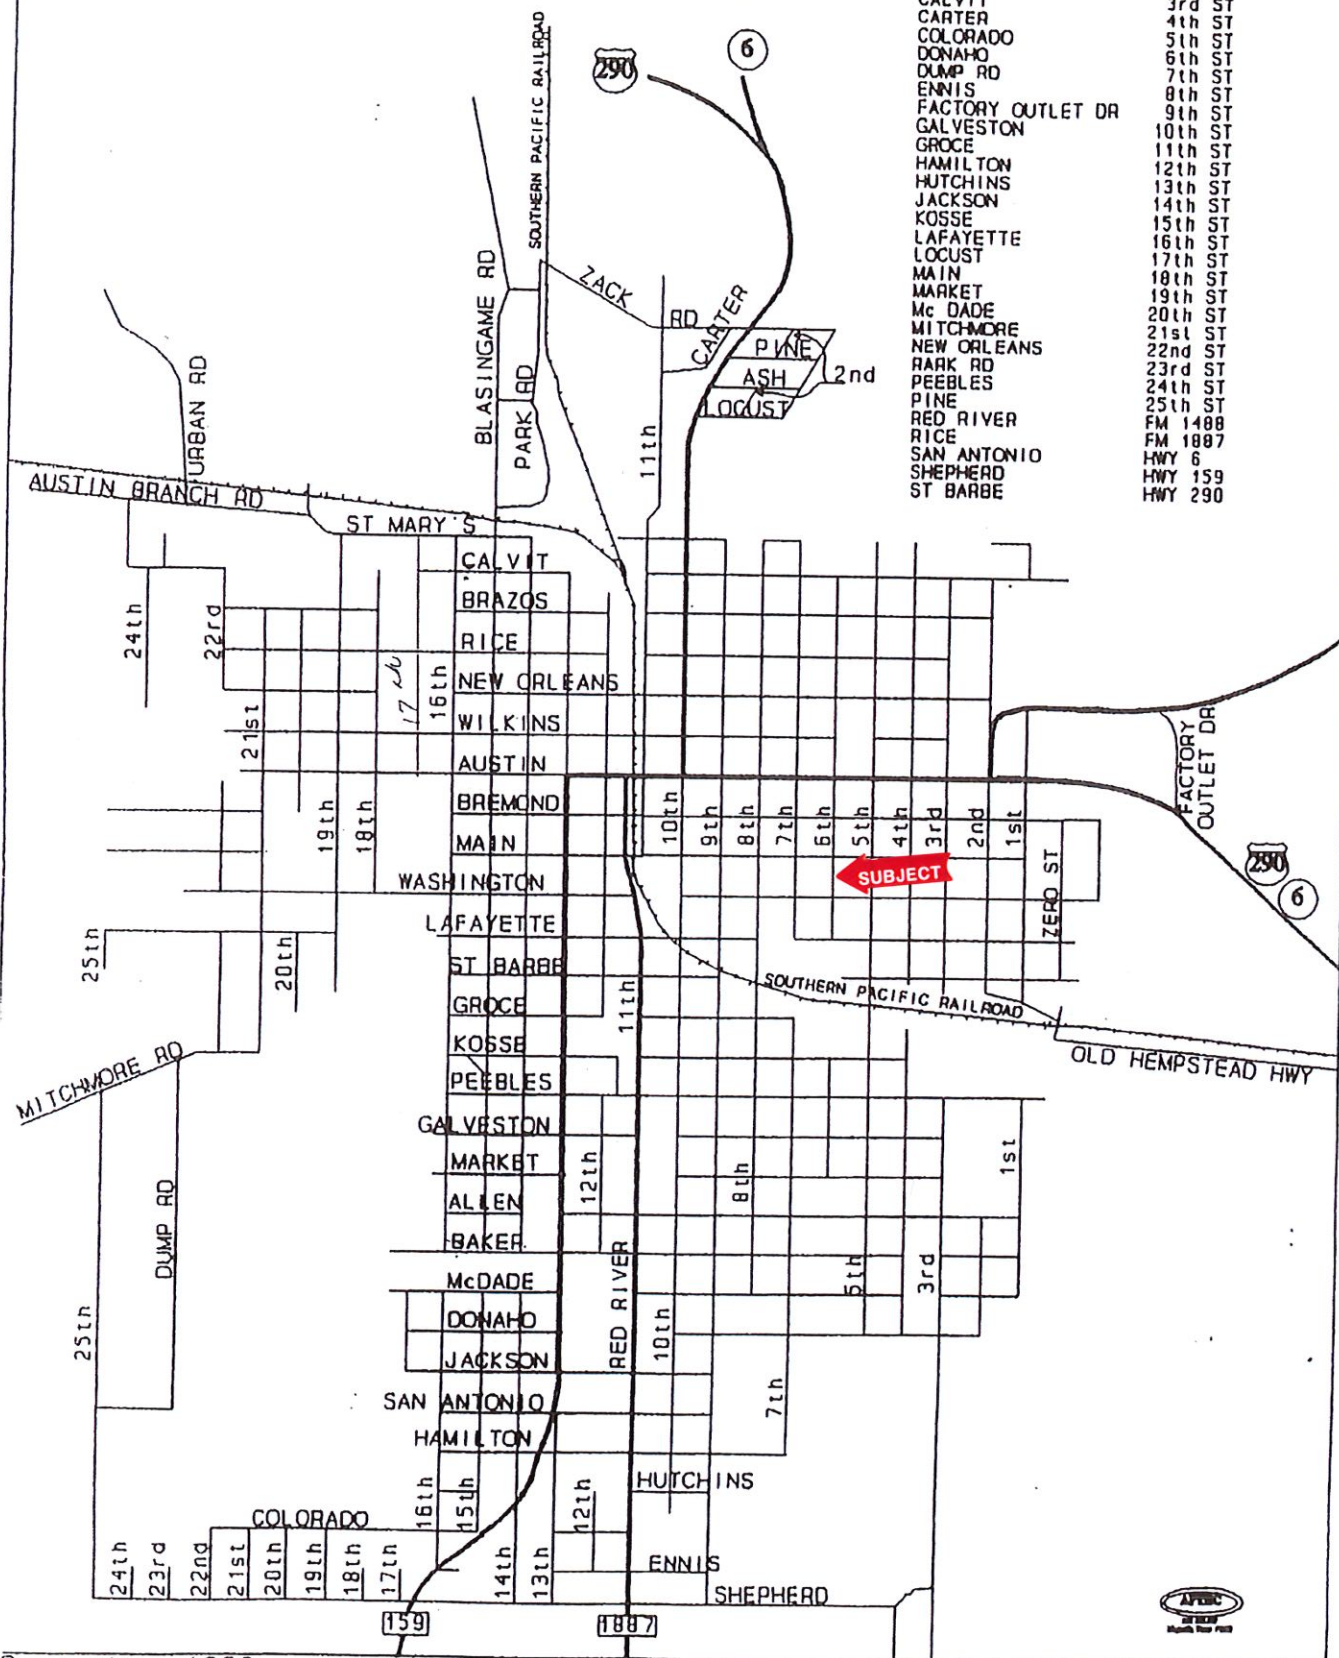 CALVIT 3rd ST
CARTER 4th ST
COLORADO 5th ST
DONAHO 6th ST
DUMP RD 7th ST
ENNIS 8th ST
FACTORY OUTLET DR 9th ST
GALVESTON 10th ST
GROCE 11th ST
HAMILTON 12th ST
HUTCHINS 13th ST
JACKSON 14th ST
KOSSE 15th ST
LAFAYETTE 16th ST
LOCUST 17th ST
MAIN 18th ST
MARKET 19th ST
Mc DADE 20th ST
MITCHMORE 21st ST
NEW ORLEANS 22nd ST
RARK RD 23rd ST
PEEBLES 24th ST
PINE 25th ST
RED RIVER FM 1488
RICE FM 1887
SAN ANTONIO HWY 6
SHEPHERD HWY 159
ST BARBE HWY 290
290
6
SOUTHERN PACIFIC RAILROAD
BLASINGAME RD
ZACK RD
CARTER
PINE
ASH
LOCUST
2nd
URBAN RD
PARK RD
11th
AUSTIN BRANCH RD
ST MARY'S
CALVIT
BRAZOS
RICE
NEW ORLEANS
WILKINS
AUSTIN
BREMOND
MAIN
WASHINGTON
LAFAYETTE
ST BARBE
GROCE
KOSSE
PEEBLES
GALVESTON
MARKET
ALLEN
BAKER
McDADE
DONAHO
JACKSON
SAN ANTONIO
HAMILTON
24th
22rd
21st
17th
16th
19th
18th
10th
9th
8th
7th
6th
5th
4th
3rd
2nd
1st
ZERO ST
FACTORY
OUTLET DR
SUBJECT
290
6
25th
20th
11th
SOUTHERN PACIFIC RAILROAD
OLD HEMPSTEAD HWY
MITCHMORE RD
DUMP RD
25th
12th
RED RIVER
10th
8th
7th
5th
3rd
1st
HUTCHINS
16th
15th
12th
COLORADO
24th
23rd
22nd
21st
20th
19th
18th
17th
14th
13th
ENNIS
SHEPHERD
159
1887